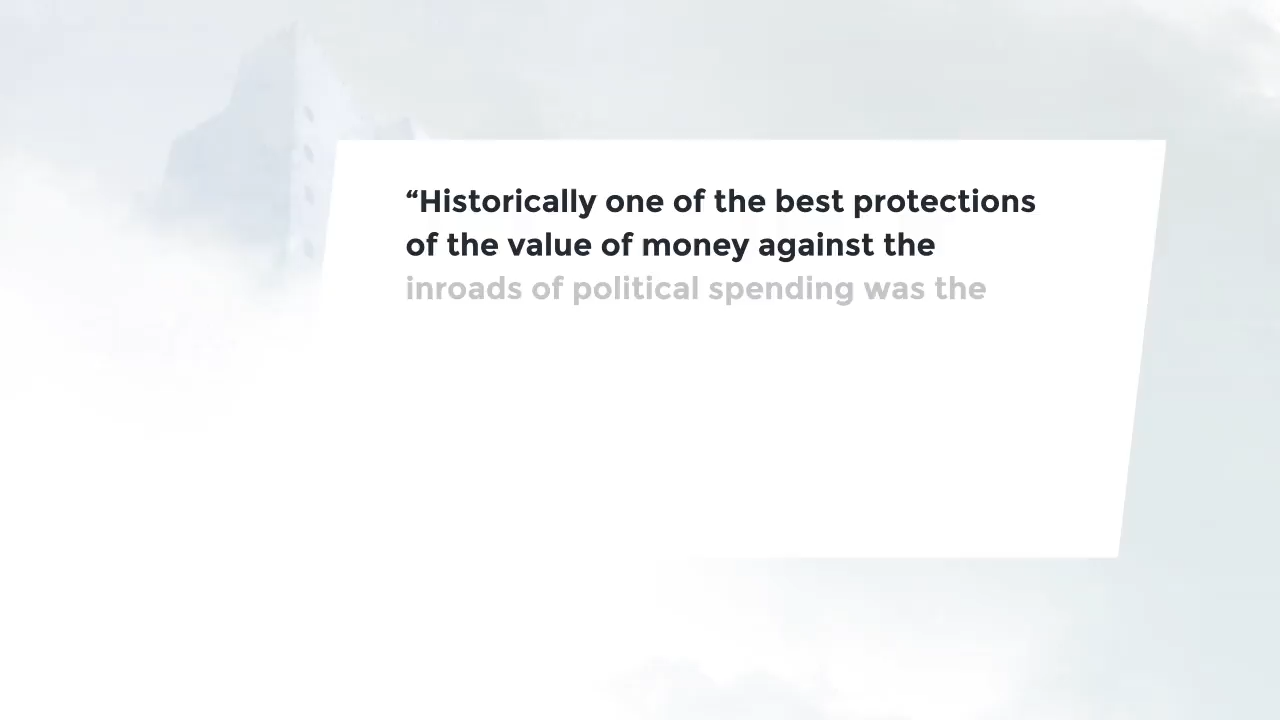 “Historically one of the best protections
of the value of money against the
inroads of political spending was the